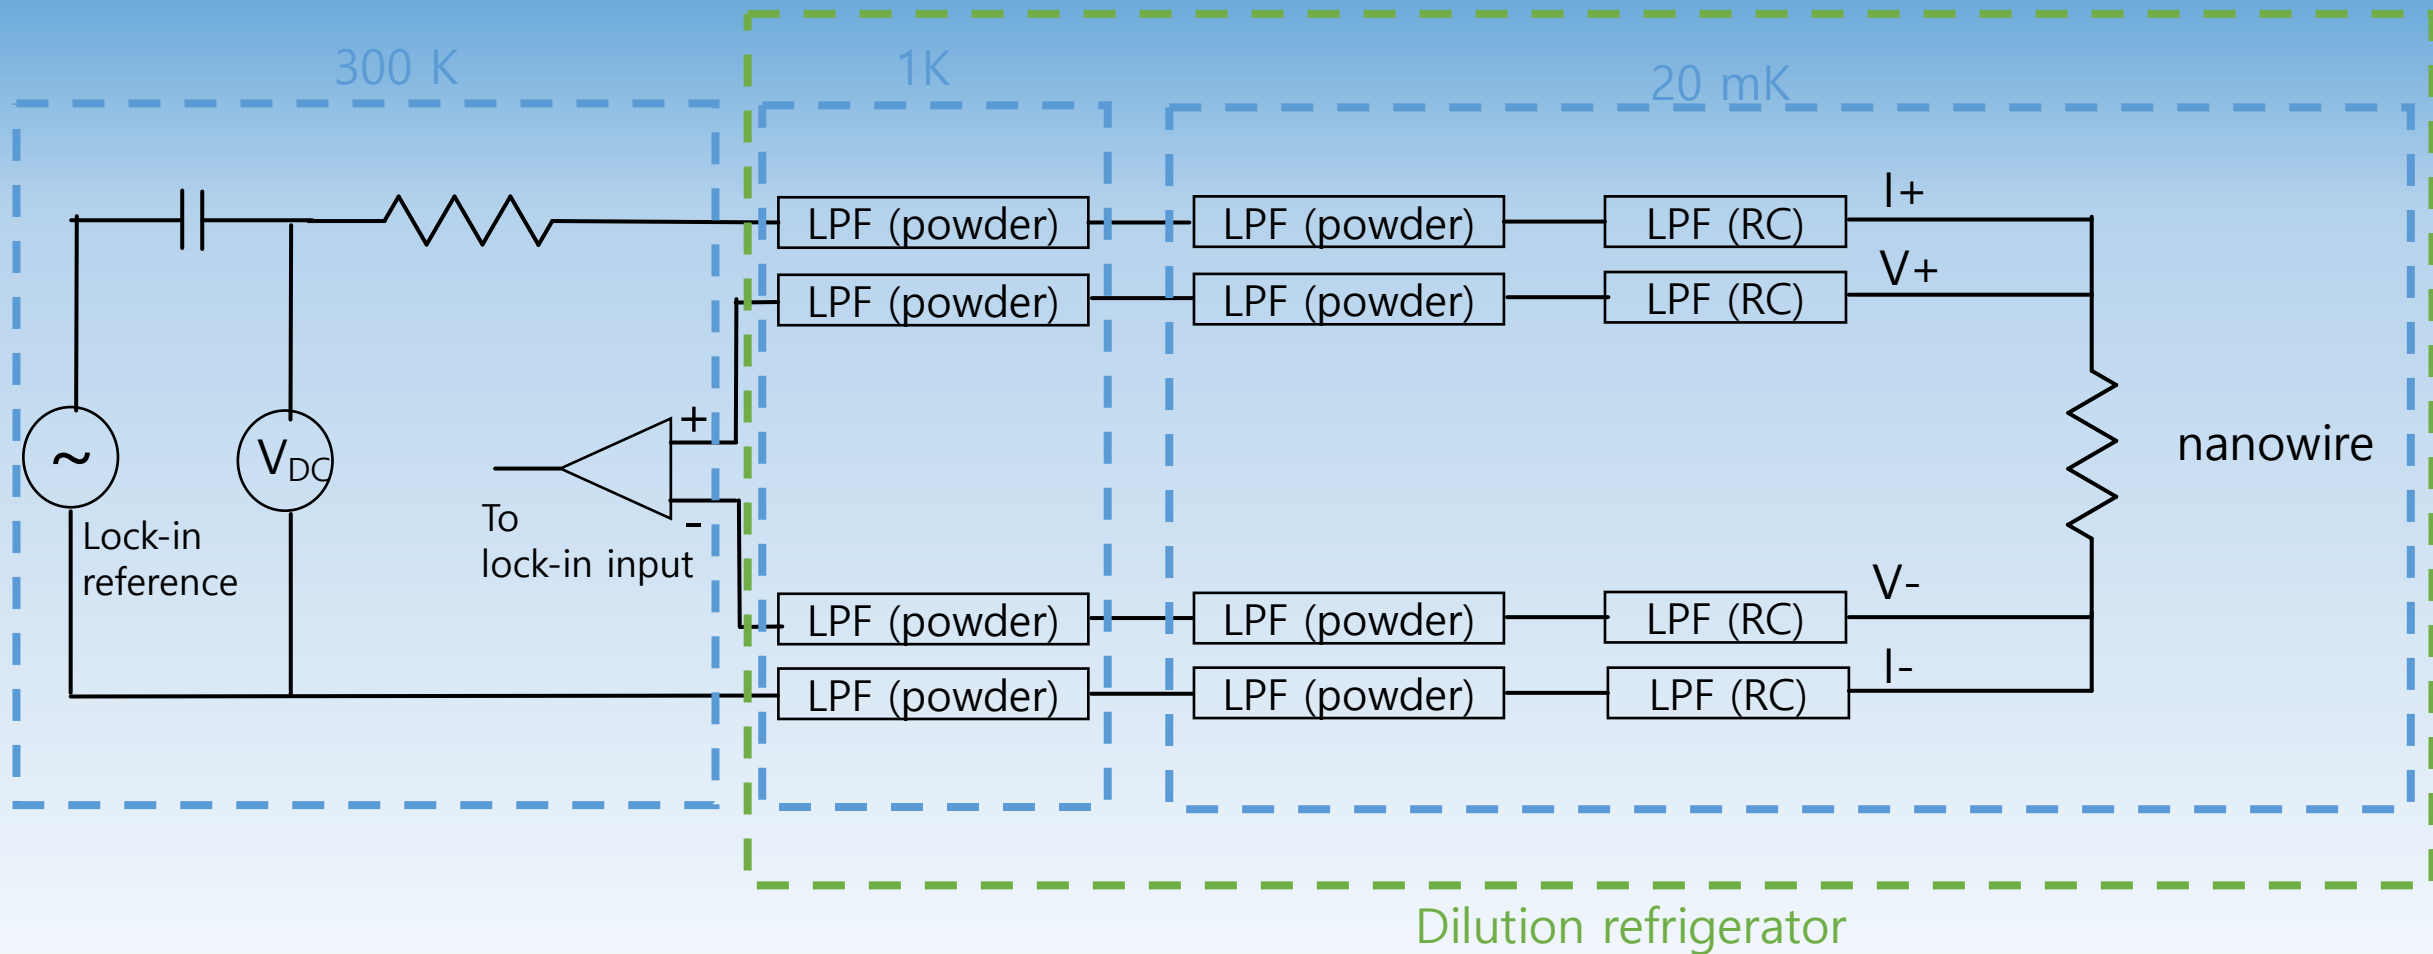 300 K
1K
20 mK
LPF (powder)
LPF (powder)
LPF (RC)
I+
LPF (powder)
LPF (powder)
LPF (RC)
V+
~
Lock-in
reference
VDC
+
-
To
lock-in input
nanowire
LPF (powder)
LPF (powder)
LPF (RC)
V-
LPF (powder)
LPF (powder)
LPF (RC)
I-
Dilution refrigerator